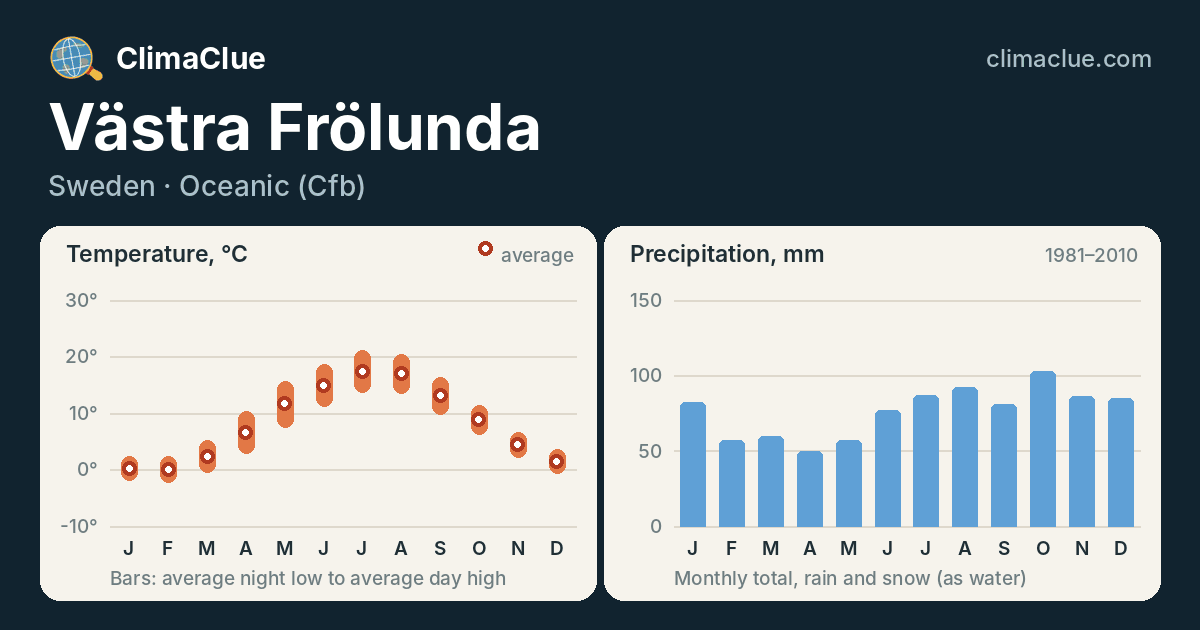 ClimaClue
climaclue.com
Västra Frölunda
Sweden · Oceanic (Cfb)
Temperature, °C
average
30°
20°
10°
0°
-10°
J F M A M J J A S O N D
Bars: average night low to average day high
Precipitation, mm
1981–2010
150
100
50
0
J F M A M J J A S O N D
Monthly total, rain and snow (as water)